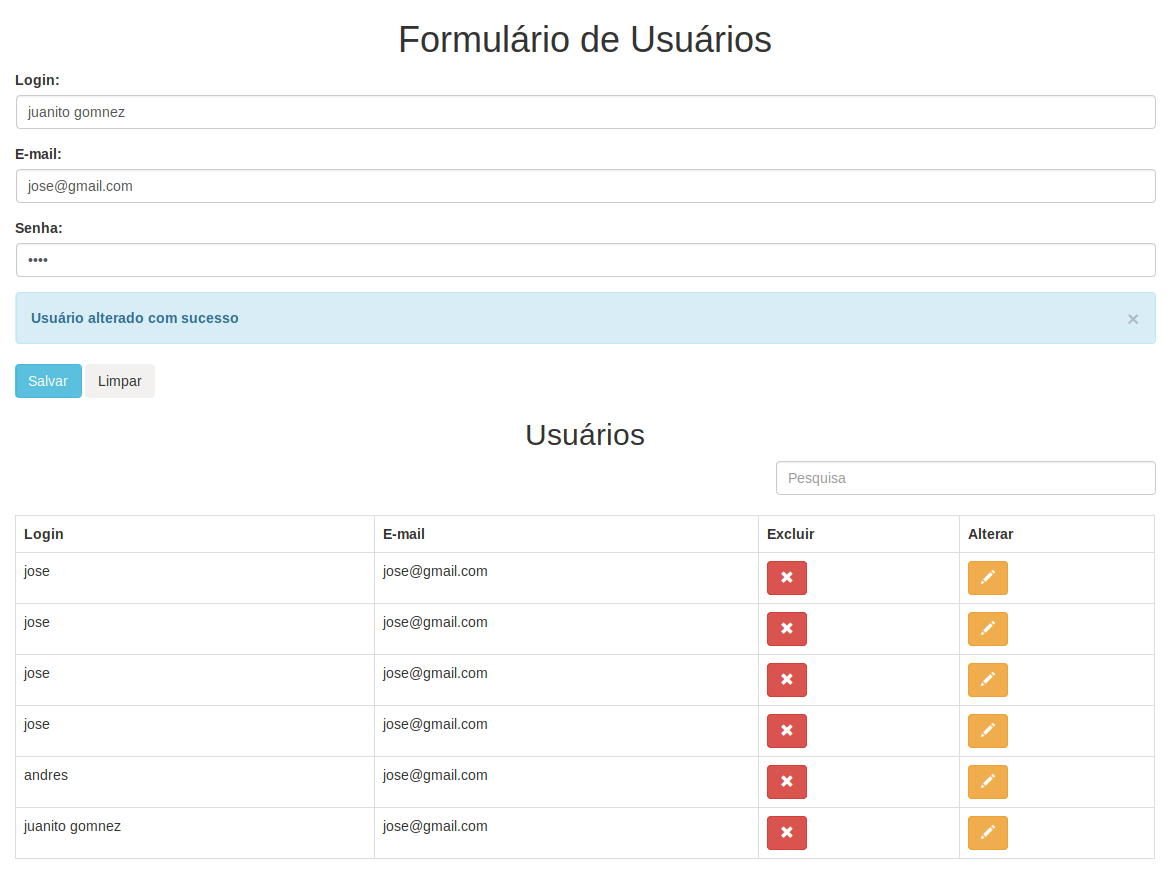 Formulário de Usuários
Login:
juanito gomnez
E-mail:
jose@gmail.com
Senha:
••••
Usuário alterado com sucesso ×
Salvar Limpar
Usuários
Pesquisa
Login E-mail Excluir Alterar
jose jose@gmail.com
jose jose@gmail.com
jose jose@gmail.com
jose jose@gmail.com
andres jose@gmail.com
juanito gomnez jose@gmail.com